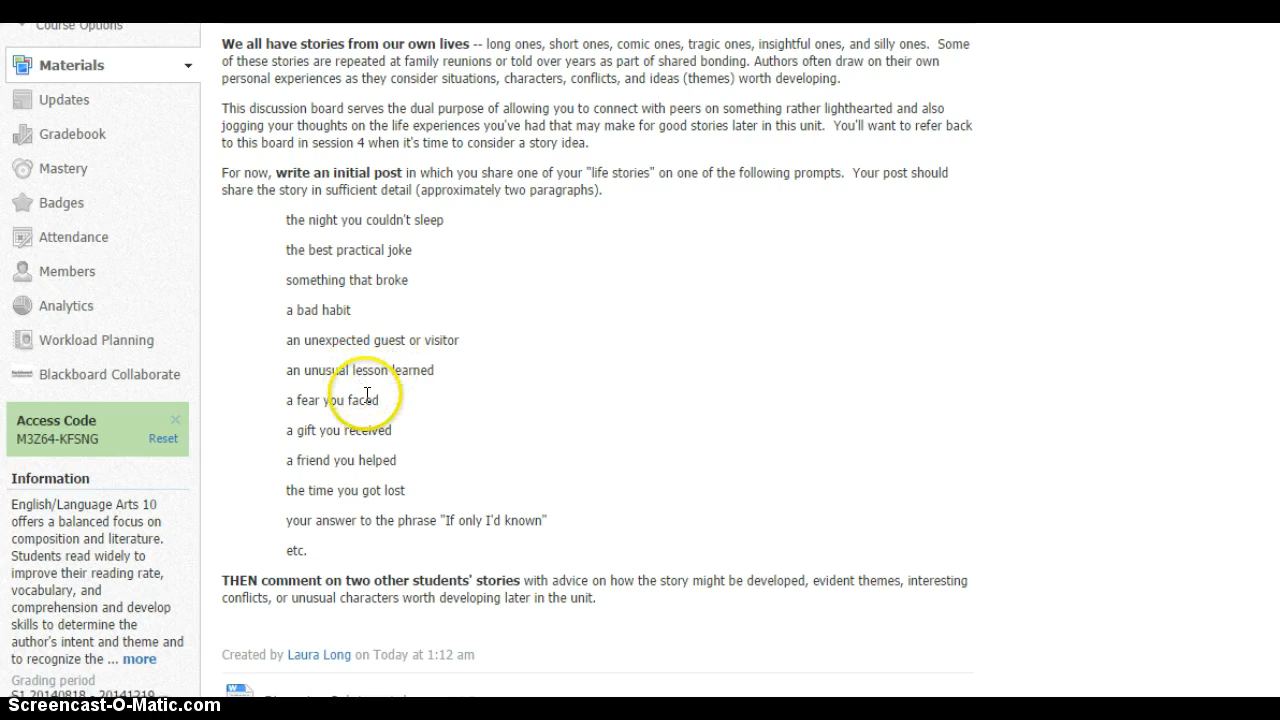 Course Options
Materials
Updates
Gradebook
Mastery
Badges
Attendance
Members
Analytics
Workload Planning
Blackboard Collaborate
Access Code
M3Z64-KFSNG Reset
Information
English/Language Arts 10
offers a balanced focus on
composition and literature.
Students read widely to
improve their reading rate,
vocabulary, and
comprehension and develop
skills to determine the
author's intent and theme and
to recognize the ... more
Grading period
S1 20140818 - 20141219
We all have stories from our own lives -- long ones, short ones, comic ones, tragic ones, insightful ones, and silly ones. Some
of these stories are repeated at family reunions or told over years as part of shared bonding. Authors often draw on their own
personal experiences as they consider situations, characters, conflicts, and ideas (themes) worth developing.
This discussion board serves the dual purpose of allowing you to connect with peers on something rather lighthearted and also
jogging your thoughts on the life experiences you've had that may make for good stories later in this unit. You'll want to refer back
to this board in session 4 when it's time to consider a story idea.
For now, write an initial post in which you share one of your "life stories" on one of the following prompts. Your post should
share the story in sufficient detail (approximately two paragraphs).
the night you couldn't sleep
the best practical joke
something that broke
a bad habit
an unexpected guest or visitor
an unusual lesson learned
a fear you faced
a gift you received
a friend you helped
the time you got lost
your answer to the phrase "If only I'd known"
etc.
THEN comment on two other students' stories with advice on how the story might be developed, evident themes, interesting
conflicts, or unusual characters worth developing later in the unit.
Created by Laura Long on Today at 1:12 am
Screencast-O-Matic.com